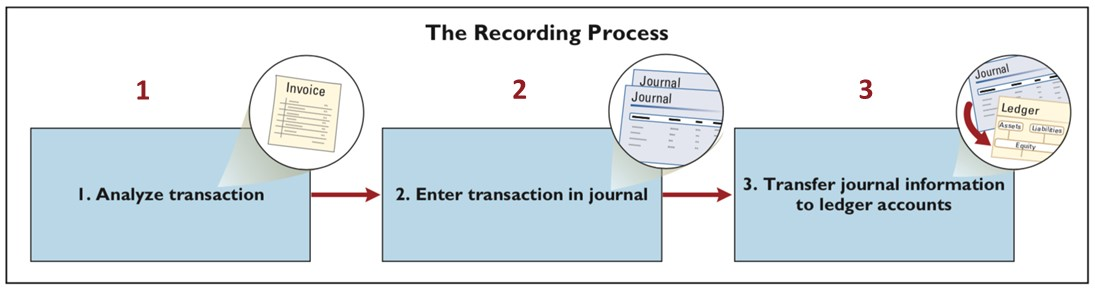 The Recording Process
1
2
3
Invoice
Journal
Journal
Journal
Ledger
Assets Liabilities
Equity
1. Analyze transaction
2. Enter transaction in journal
3. Transfer journal information
to ledger accounts